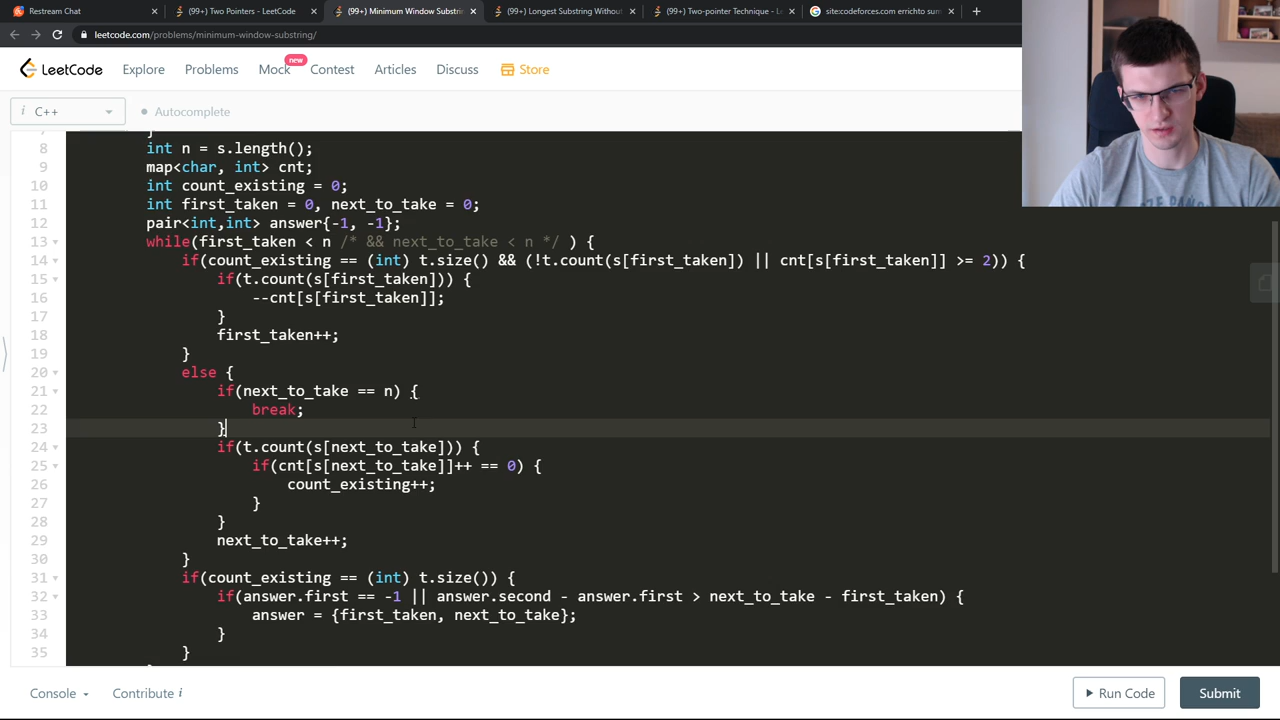 Restream Chat
(99+) Two Pointers - LeetCode
(99+) Minimum Window Substri
(99+) Longest Substring Without
(99+) Two-pointer Technique - Le
site:codeforces.com errichto sum
leetcode.com/problems/minimum-window-substring/
LeetCode
Explore
Problems
Mock
new
Contest
Articles
Discuss
Store
i C++
Autocomplete
8 int n = s.length();
9 map<char, int> cnt;
10 int count_existing = 0;
11 int first_taken = 0, next_to_take = 0;
12 pair<int,int> answer{-1, -1};
13 while(first_taken < n /* && next_to_take < n */ ) {
14 if(count_existing == (int) t.size() && (!t.count(s[first_taken]) || cnt[s[first_taken]] >= 2)) {
15 if(t.count(s[first_taken])) {
16 --cnt[s[first_taken]];
17 }
18 first_taken++;
19 }
20 else {
21 if(next_to_take == n) {
22 break;
23 }
24 if(t.count(s[next_to_take])) {
25 if(cnt[s[next_to_take]]++ == 0) {
26 count_existing++;
27 }
28 }
29 next_to_take++;
30 }
31 if(count_existing == (int) t.size()) {
32 if(answer.first == -1 || answer.second - answer.first > next_to_take - first_taken) {
33 answer = {first_taken, next_to_take};
34 }
35 }
Console
Contribute i
Run Code
Submit